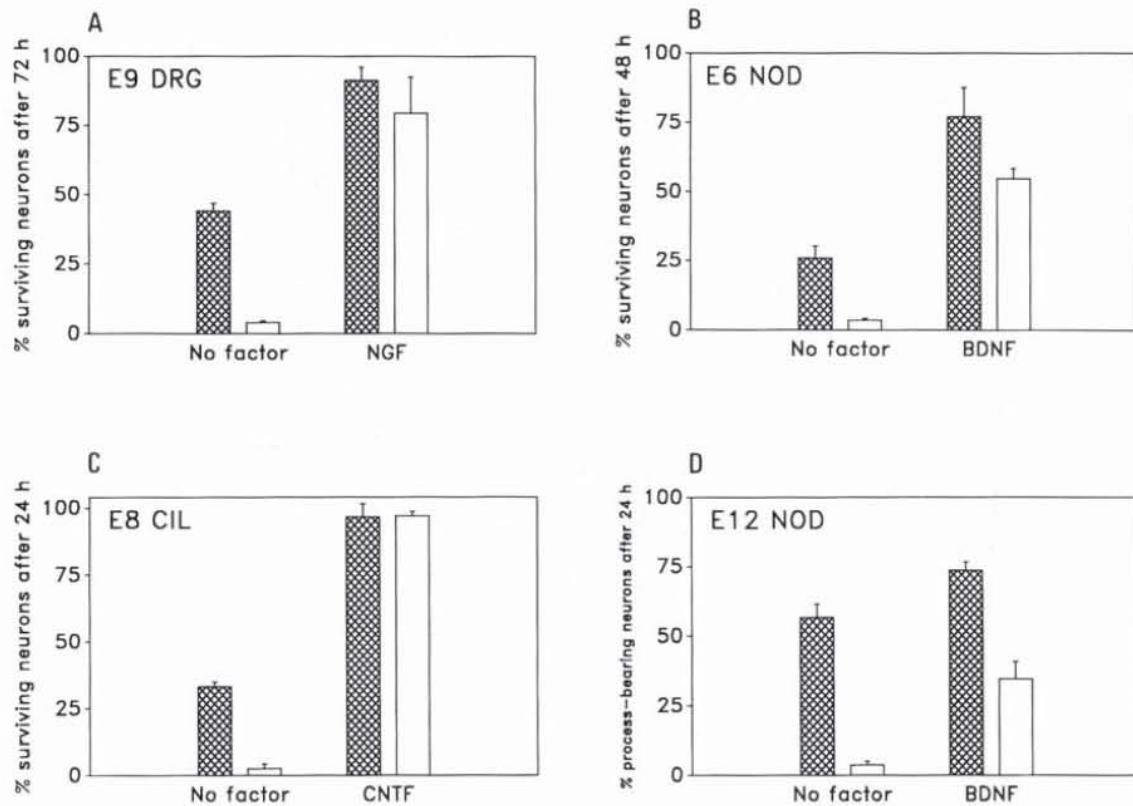 A
% surviving neurons after 72 h
100
75
50
25
0
E9 DRG
No factor NGF
B
% surviving neurons after 48 h
100
75
50
25
0
E6 NOD
No factor BDNF
C
% surviving neurons after 24 h
100
75
50
25
0
E8 CIL
No factor CNTF
D
% process-bearing neurons after 24 h
100
75
50
25
0
E12 NOD
No factor BDNF